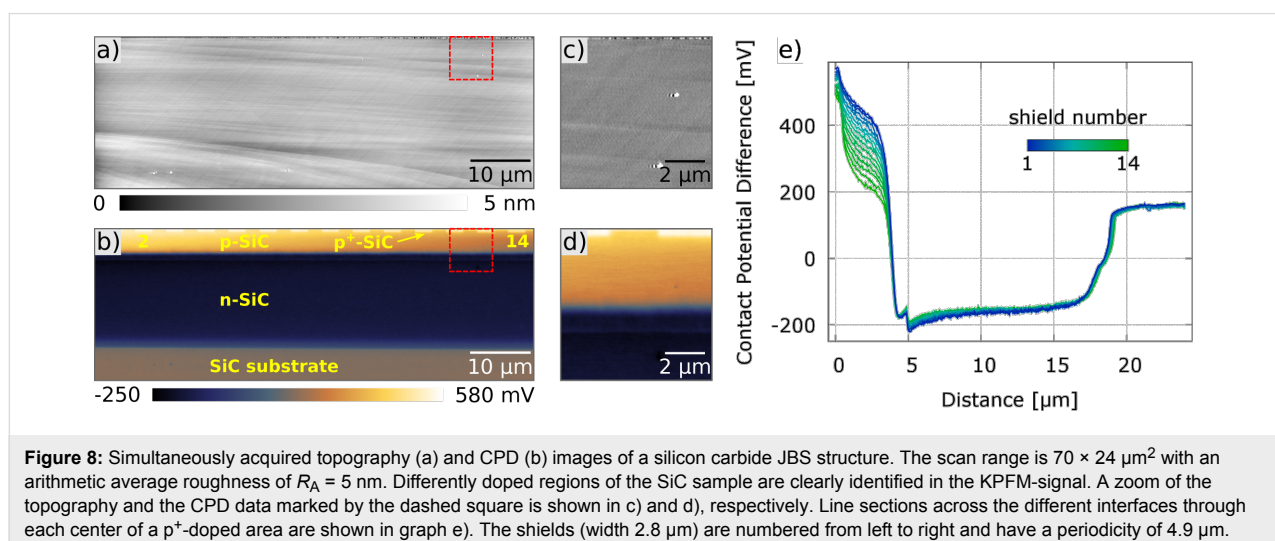 a)
10 µm
0 5 nm
b)
2 p-SiC p⁺-SiC 14
n-SiC
SiC substrate
10 µm
-250 580 mV
c)
2 µm
d)
2 µm
e)
Contact Potential Difference [mV]
400
200
0
-200
shield number
1 14
0 5 10 15 20
Distance [µm]
Figure 8: Simultaneously acquired topography (a) and CPD (b) images of a silicon carbide JBS structure. The scan range is 70 × 24 µm² with an
arithmetic average roughness of R_A = 5 nm. Differently doped regions of the SiC sample are clearly identified in the KPFM-signal. A zoom of the
topography and the CPD data marked by the dashed square is shown in c) and d), respectively. Line sections across the different interfaces through
each center of a p⁺-doped area are shown in graph e). The shields (width 2.8 µm) are numbered from left to right and have a periodicity of 4.9 µm.